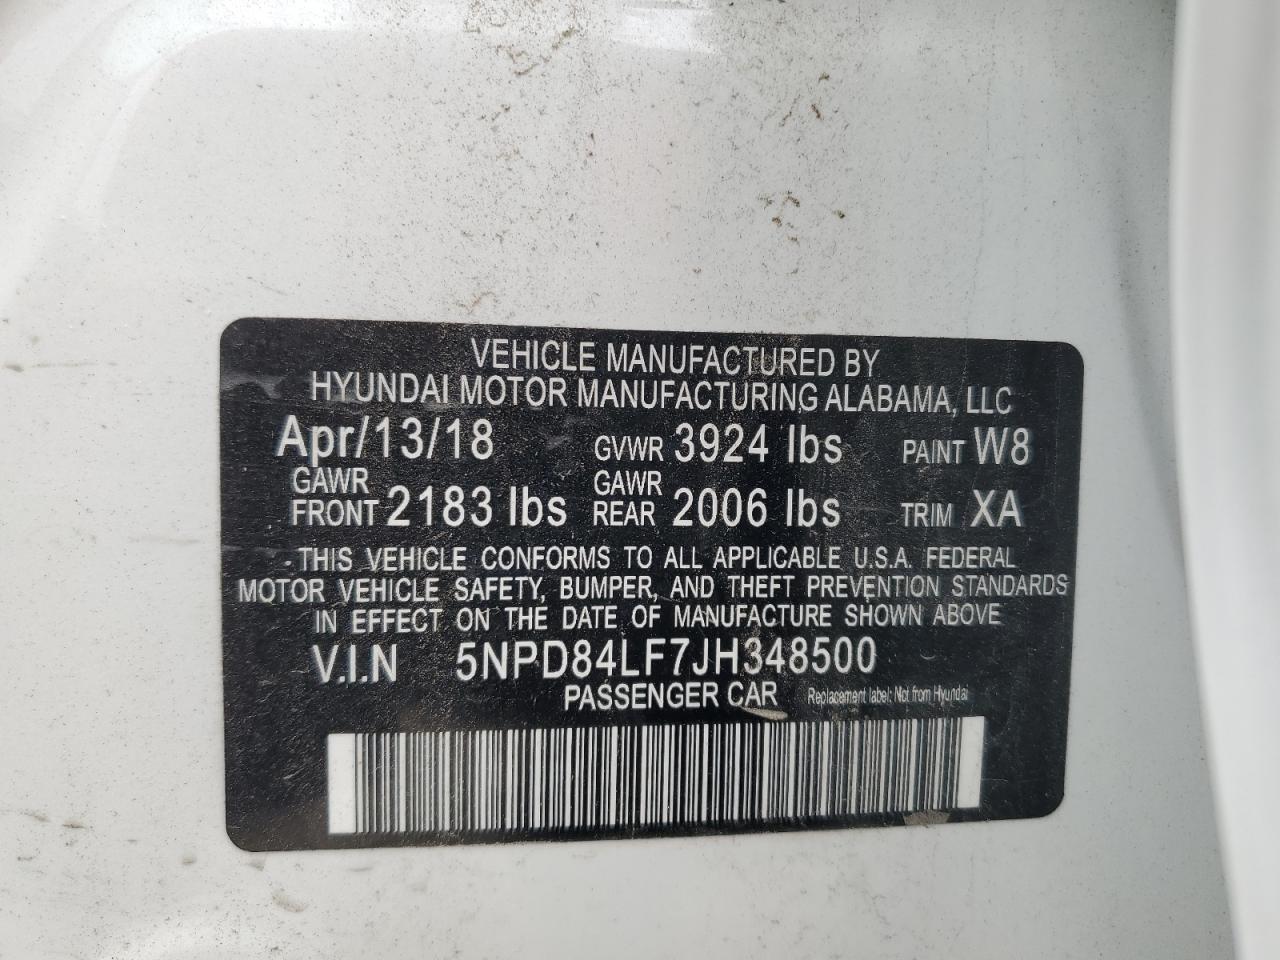 VEHICLE MANUFACTURED BY
HYUNDAI MOTOR MANUFACTURING ALABAMA, LLC
Apr/13/18 GVWR 3924 lbs PAINT W8
GAWR FRONT 2183 lbs GAWR REAR 2006 lbs TRIM XA
THIS VEHICLE CONFORMS TO ALL APPLICABLE U.S.A. FEDERAL
MOTOR VEHICLE SAFETY, BUMPER, AND THEFT PREVENTION STANDARDS
IN EFFECT ON THE DATE OF MANUFACTURE SHOWN ABOVE
V.I.N 5NPD84LF7JH348500
PASSENGER CAR Replacement label: Not from Hyundai